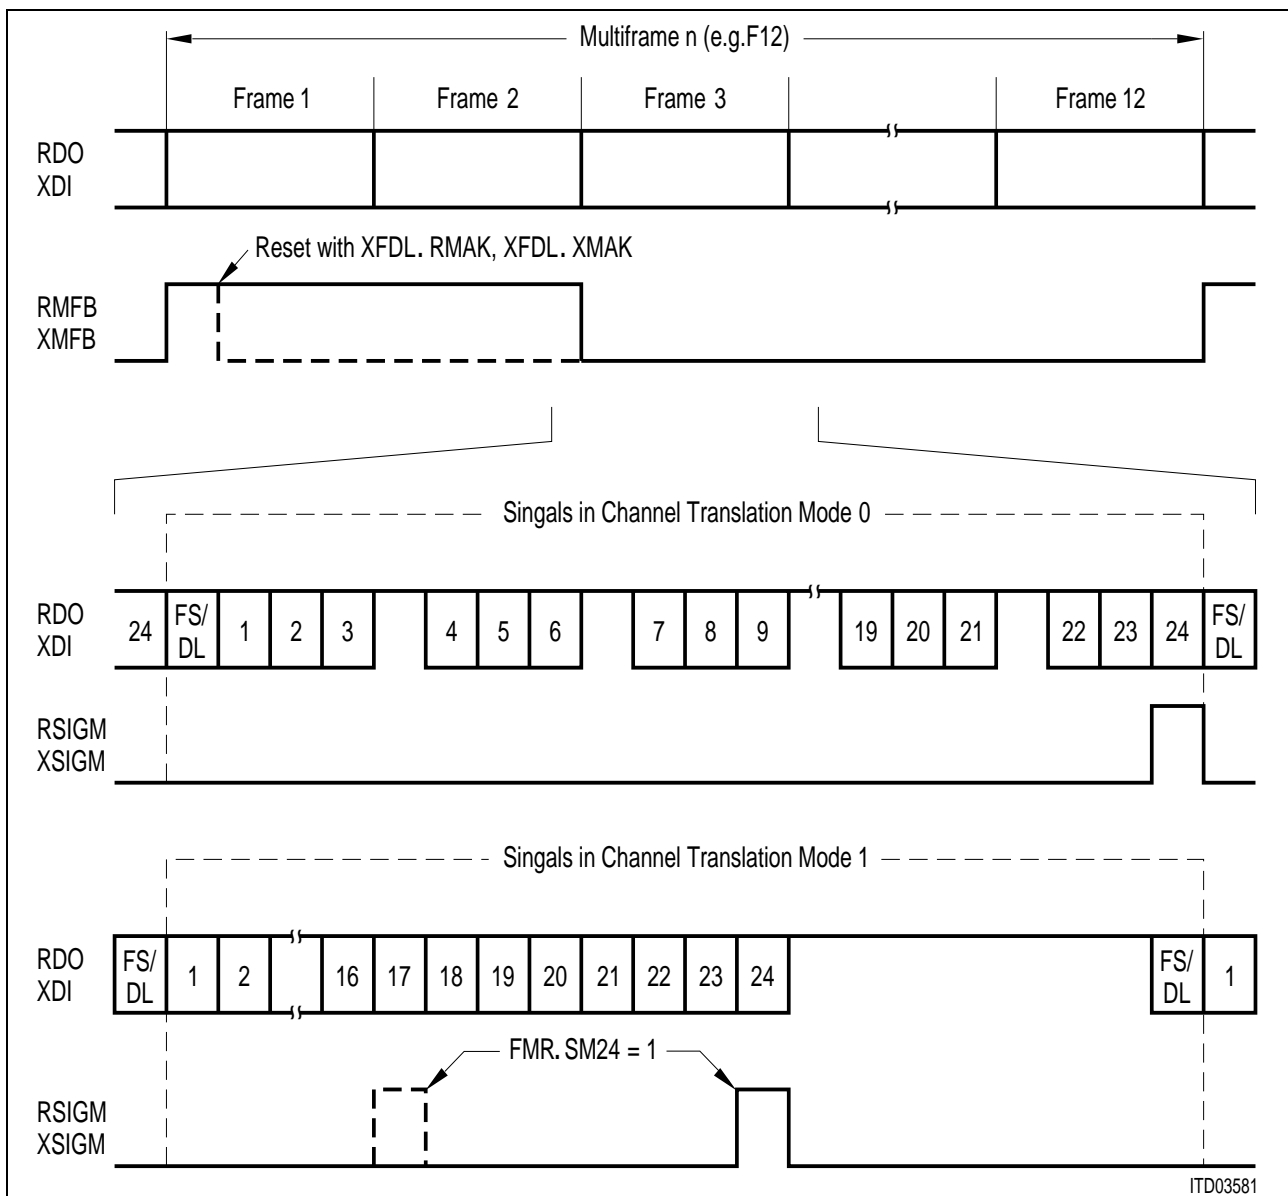 Multiframe n (e.g.F12)
Frame 1 Frame 2 Frame 3 Frame 12
RDO
XDI
Reset with XFDL. RMAK, XFDL. XMAK
RMFB
XMFB
Singals in Channel Translation Mode 0
RDO
XDI
24 FS/DL 1 2 3 4 5 6 7 8 9 19 20 21 22 23 24 FS/DL
RSIGM
XSIGM
Singals in Channel Translation Mode 1
RDO
XDI
FS/DL 1 2 16 17 18 19 20 21 22 23 24 FS/DL 1
FMR. SM24 = 1
RSIGM
XSIGM
ITD03581